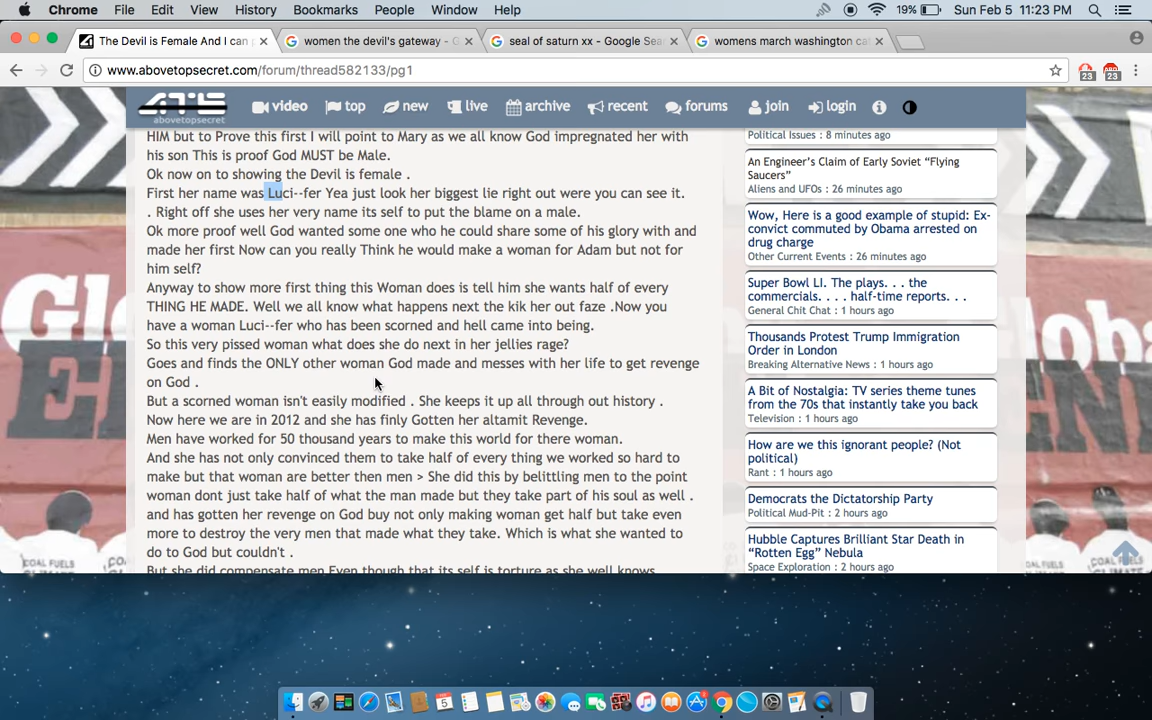 Chrome File Edit View History Bookmarks People Window Help 19% Sun Feb 5 11:23 PM
The Devil is Female And I can p
women the devil's gateway - G
seal of saturn xx - Google Sea
womens march washington ca
www.abovetopsecret.com/forum/thread582133/pg1
23 23
ATS
abovetopsecret
video top new live archive recent forums join login
HIM but to Prove this first I will point to Mary as we all know God impregnated her with
his son This is proof God MUST be Male.
Ok now on to showing the Devil is female .
First her name was Luci--fer Yea just look her biggest lie right out were you can see it.
. Right off she uses her very name its self to put the blame on a male.
Ok more proof well God wanted some one who he could share some of his glory with and
made her first Now can you really Think he would make a woman for Adam but not for
him self?
Anyway to show more first thing this Woman does is tell him she wants half of every
THING HE MADE. Well we all know what happens next the kik her out faze .Now you
have a woman Luci--fer who has been scorned and hell came into being.
So this very pissed woman what does she do next in her jellies rage?
Goes and finds the ONLY other woman God made and messes with her life to get revenge
on God .
But a scorned woman isn't easily modified . She keeps it up all through out history .
Now here we are in 2012 and she has finly Gotten her altamit Revenge.
Men have worked for 50 thousand years to make this world for there woman.
And she has not only convinced them to take half of every thing we worked so hard to
make but that woman are better then men > She did this by belittling men to the point
woman dont just take half of what the man made but they take part of his soul as well .
and has gotten her revenge on God buy not only making woman get half but take even
more to destroy the very men that made what they take. Which is what she wanted to
do to God but couldn't .
But she did compensate men Even though that its self is torture as she well knows
Political Issues : 8 minutes ago
An Engineer's Claim of Early Soviet “Flying
Saucers”
Aliens and UFOs : 26 minutes ago
Wow, Here is a good example of stupid: Ex-
convict commuted by Obama arrested on
drug charge
Other Current Events : 26 minutes ago
Super Bowl LI. The plays. . . the
commercials. . . . half-time reports. . .
General Chit Chat : 1 hours ago
Thousands Protest Trump Immigration
Order in London
Breaking Alternative News : 1 hours ago
A Bit of Nostalgia: TV series theme tunes
from the 70s that instantly take you back
Television : 1 hours ago
How are we this ignorant people? (Not
political)
Rant : 1 hours ago
Democrats the Dictatorship Party
Political Mud-Pit : 2 hours ago
Hubble Captures Brilliant Star Death in
“Rotten Egg” Nebula
Space Exploration : 2 hours ago